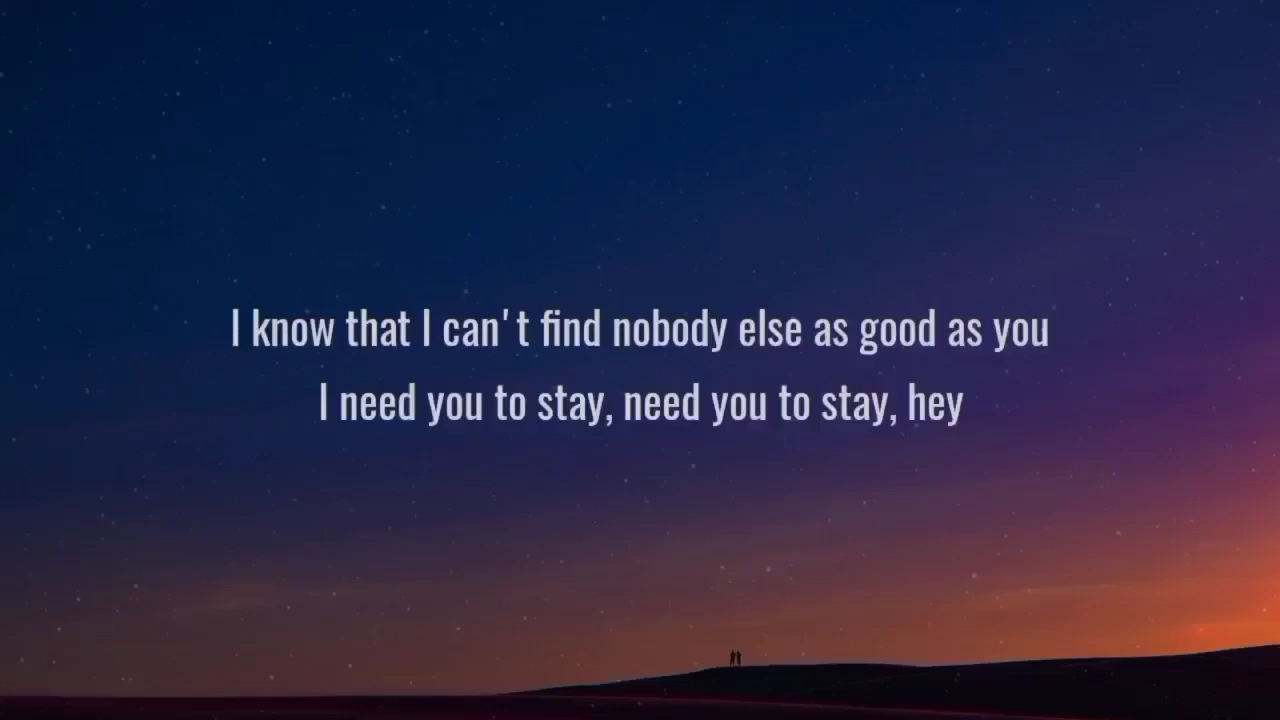 I know that I can't find nobody else as good as you
I need you to stay, need you to stay, hey